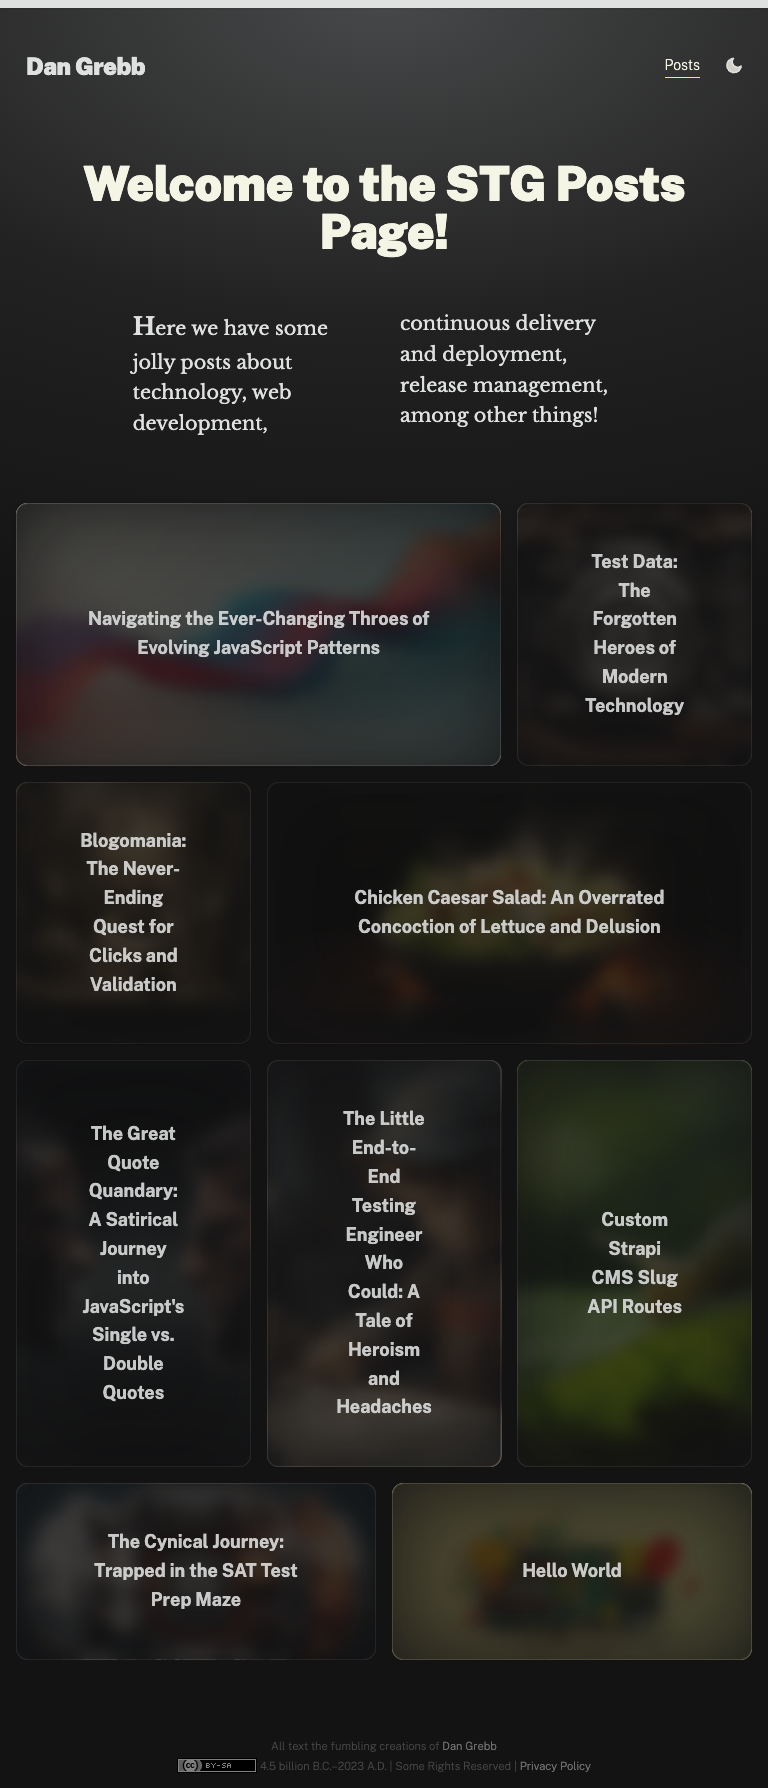 Dan Grebb
Posts
Welcome to the STG Posts
Page!
Here we have some
jolly posts about
technology, web
development,
continuous delivery
and deployment,
release management,
among other things!
Navigating the Ever-Changing Throes of
Evolving JavaScript Patterns
Test Data:
The
Forgotten
Heroes of
Modern
Technology
Blogomania:
The Never-
Ending
Quest for
Clicks and
Validation
Chicken Caesar Salad: An Overrated
Concoction of Lettuce and Delusion
The Great
Quote
Quandary:
A Satirical
Journey
into
JavaScript's
Single vs.
Double
Quotes
The Little
End-to-
End
Testing
Engineer
Who
Could: A
Tale of
Heroism
and
Headaches
Custom
Strapi
CMS Slug
API Routes
The Cynical Journey:
Trapped in the SAT Test
Prep Maze
Hello World
All text the fumbling creations of Dan Grebb
cc BY-SA 4.5 billion B.C.–2023 A.D. | Some Rights Reserved | Privacy Policy